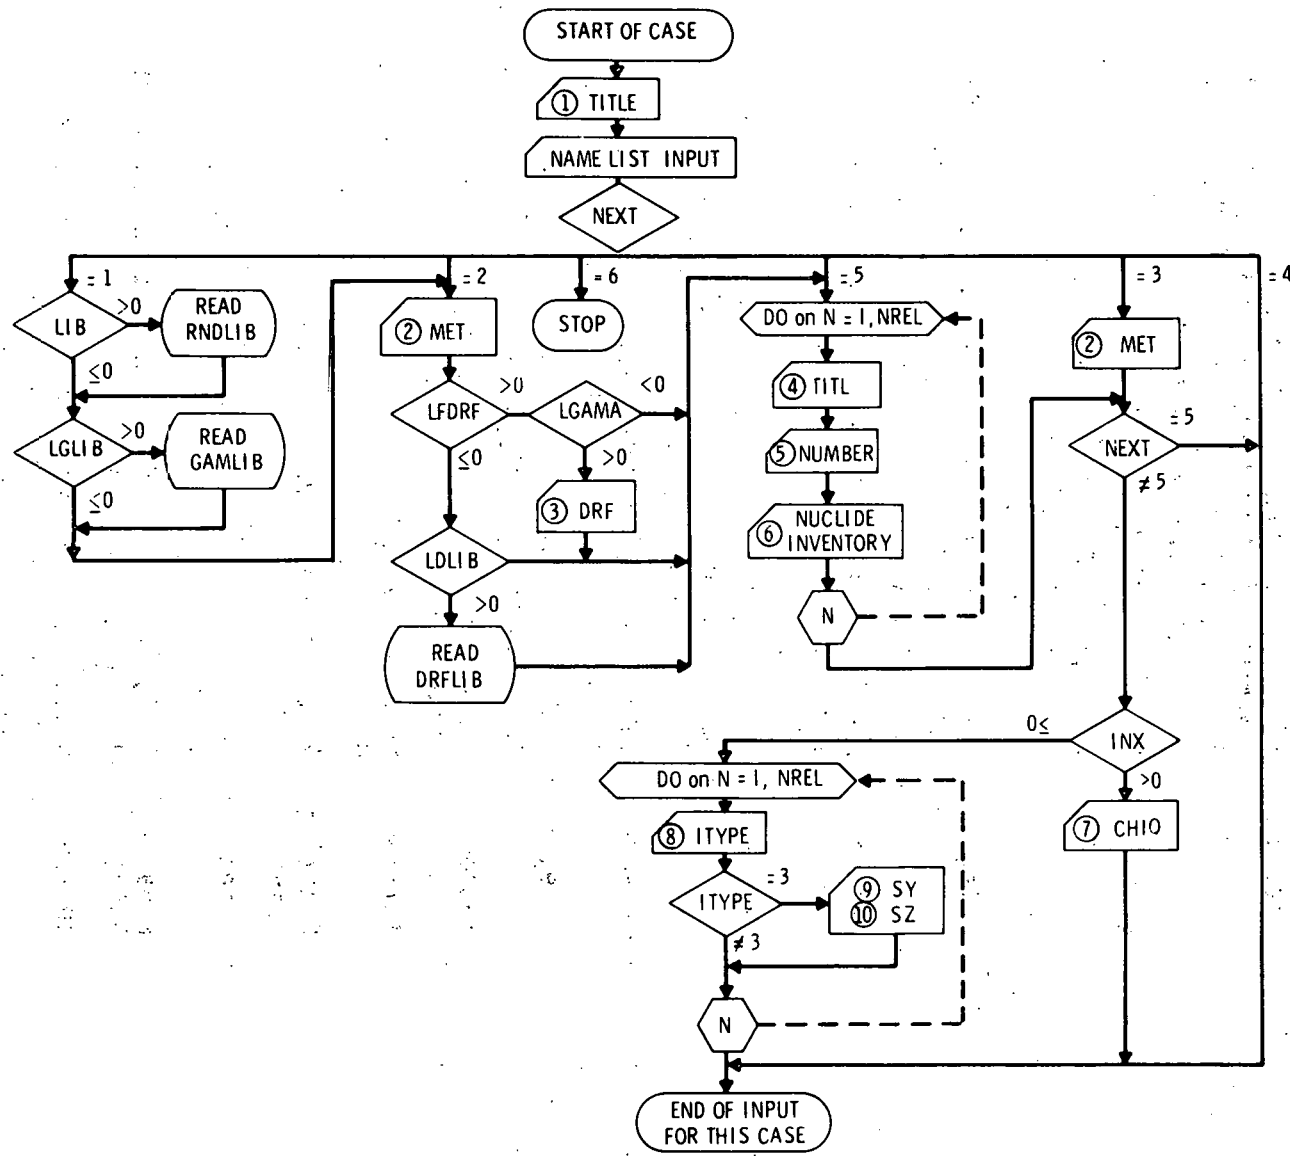 START OF CASE
① TITLE
NAME LIST INPUT
NEXT
=1
=2
=6
=5
=3
=4
LIB
>0
READ
RNDLIB
≤0
LGLIB
>0
READ
GAMLIB
≤0
② MET
LFDRF
>0
LGAMA
<0
≤0
>0
③ DRF
LDLIB
>0
READ
DRFLIB
STOP
DO on N = 1, NREL
④ TITL
⑤ NUMBER
⑥ NUCLIDE
INVENTORY
N
② MET
NEXT
=5
≠5
INX
0≤
>0
⑦ CHIO
DO on N = 1, NREL
⑧ ITYPE
ITYPE
=3
≠3
⑨ SY
⑩ SZ
N
END OF INPUT
FOR THIS CASE